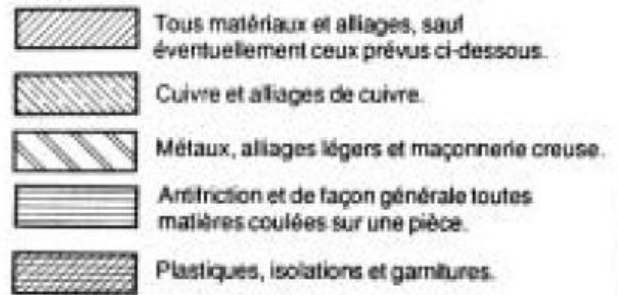 Tous matériaux et alliages, sauf
éventuellement ceux prévus ci-dessous.
Cuivre et alliages de cuivre.
Métaux, alliages légers et maçonnerie creuse.
Antifriction et de façon générale toutes
matières coulées sur une pièce.
Plastiques, isolations et garnitures.